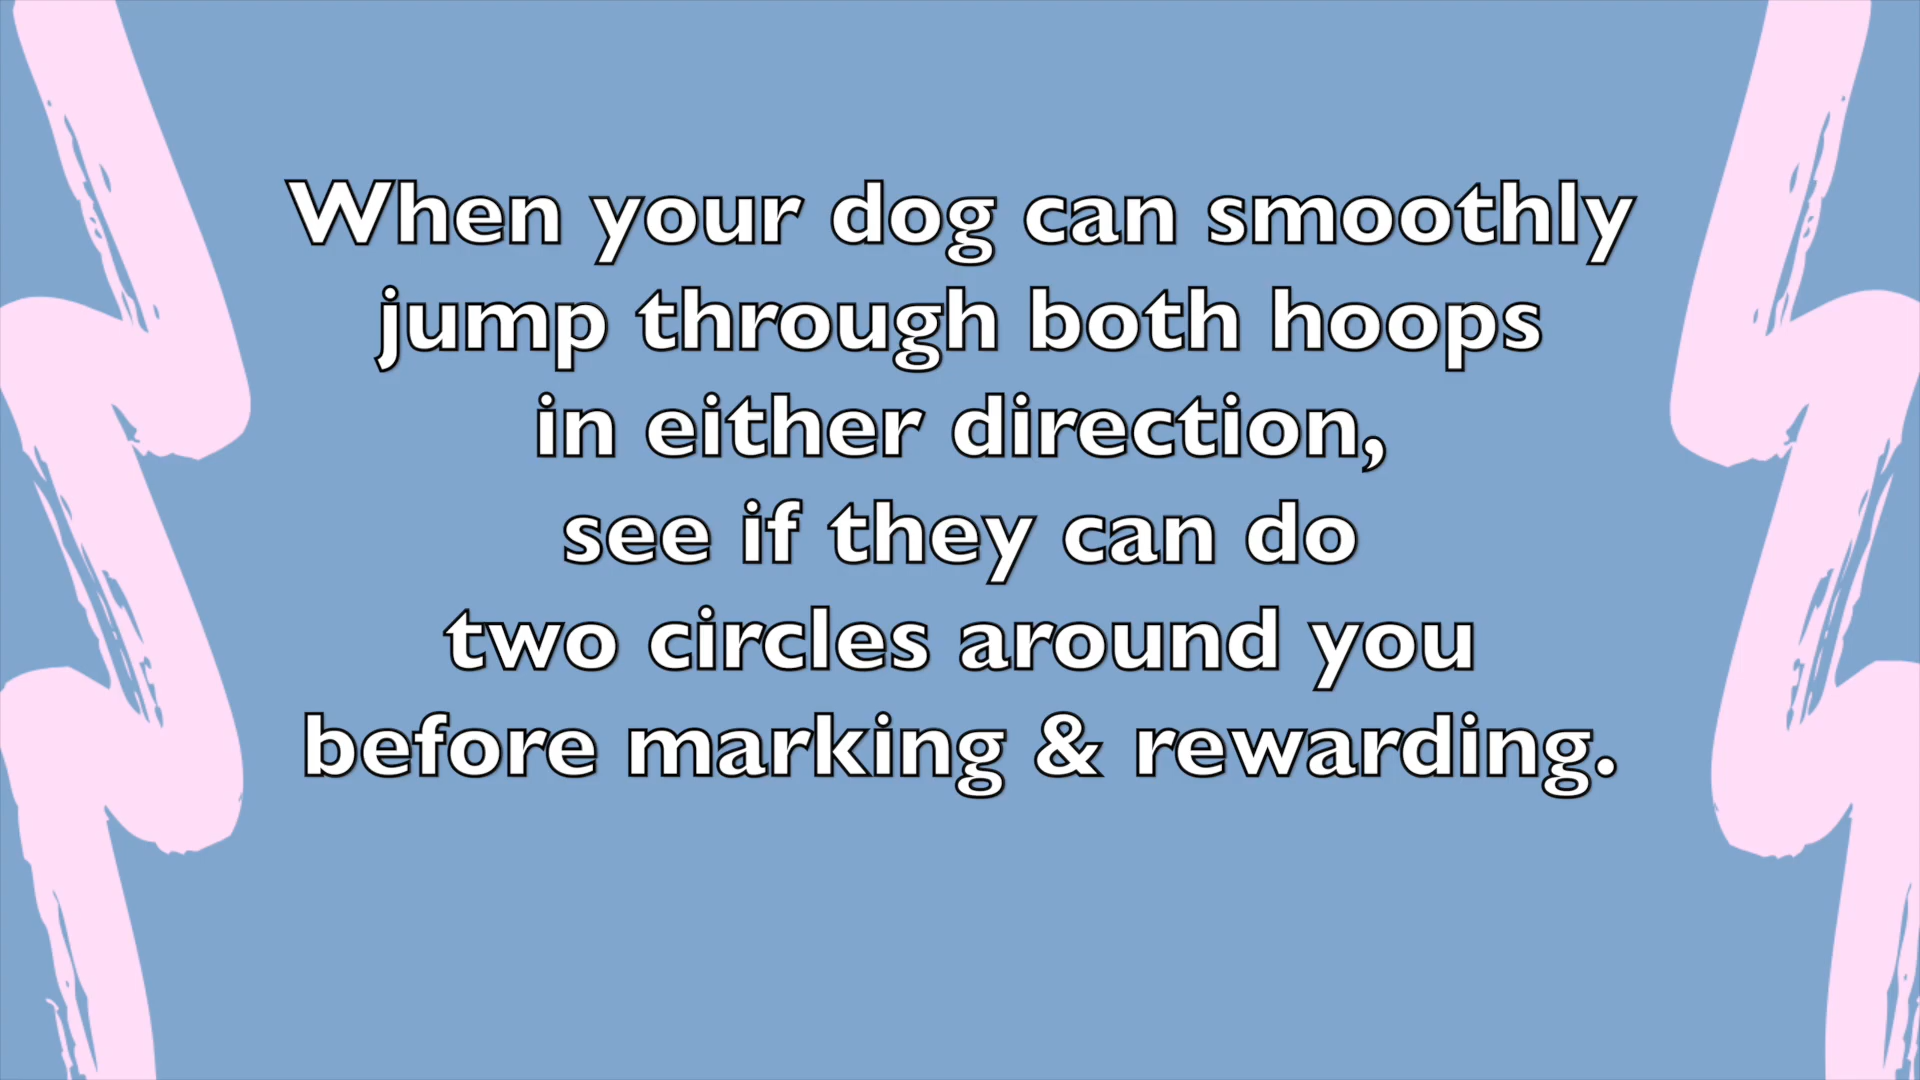 When your dog can smoothly
jump through both hoops
in either direction,
see if they can do
two circles around you
before marking & rewarding.